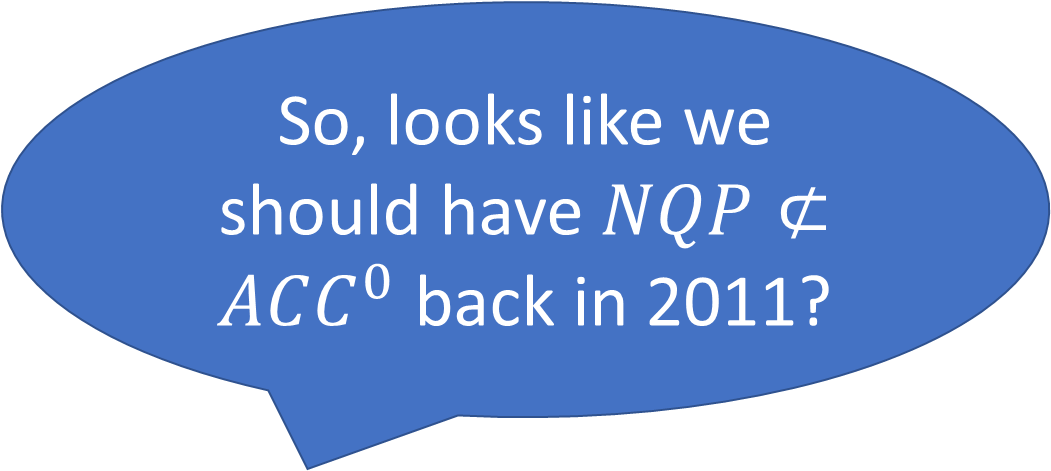 So, looks like we
should have 𝑁𝑄𝑃 ⊄
𝐴𝐶𝐶⁰ back in 2011?